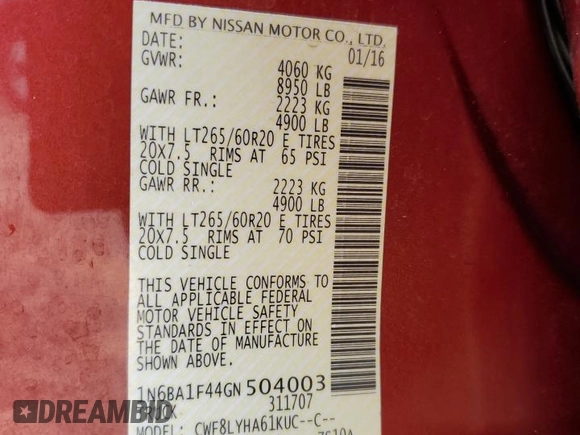 MFD BY NISSAN MOTOR CO., LTD.
DATE: 01/16
GVWR: 4060 KG
8950 LB
GAWR FR.: 2223 KG
4900 LB
WITH LT265/60R20 E TIRES
20X7.5 RIMS AT 65 PSI
COLD SINGLE
GAWR RR.: 2223 KG
4900 LB
WITH LT265/60R20 E TIRES
20X7.5 RIMS AT 70 PSI
COLD SINGLE
THIS VEHICLE CONFORMS TO
ALL APPLICABLE FEDERAL
MOTOR VEHICLE SAFETY
STANDARDS IN EFFECT ON
THE DATE OF MANUFACTURE
SHOWN ABOVE.
1N6BA1F44GN504003
311707
MODEL: CWF8LYHA61KUC--C--
DREAMBID